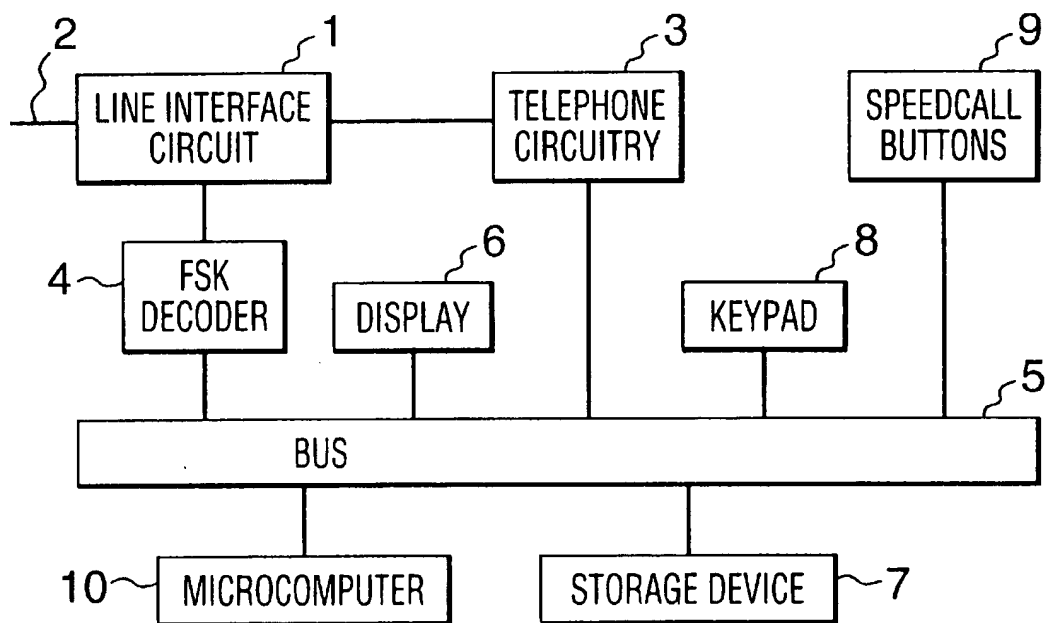 1
3
9
2
LINE INTERFACE
CIRCUIT
TELEPHONE
CIRCUITRY
SPEEDCALL
BUTTONS
4
FSK
DECODER
6
DISPLAY
8
KEYPAD
5
BUS
10
MICROCOMPUTER
STORAGE DEVICE
7